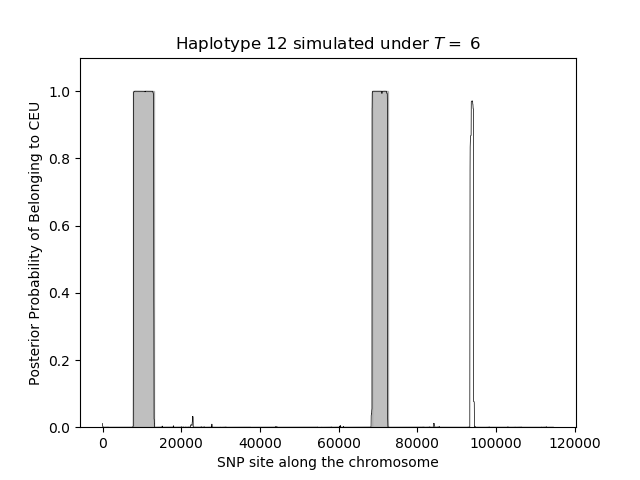 Haplotype 12 simulated under T = 6
Posterior Probability of Belonging to CEU
1.0
0.8
0.6
0.4
0.2
0.0
0 20000 40000 60000 80000 100000 120000
SNP site along the chromosome